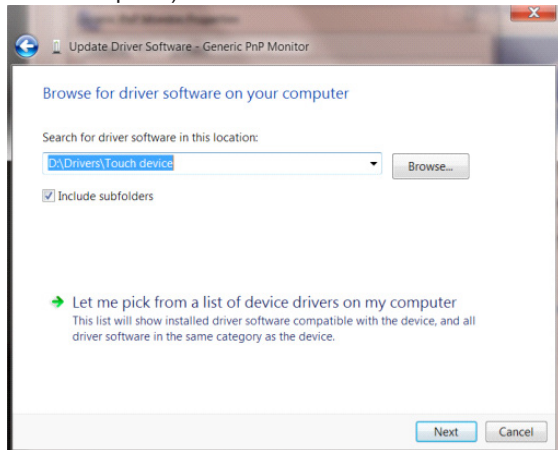 Update Driver Software - Generic PnP Monitor
Browse for driver software on your computer
Search for driver software in this location:
D:\Drivers\Touch device
Browse...
Include subfolders
Let me pick from a list of device drivers on my computer
This list will show installed driver software compatible with the device, and all
driver software in the same category as the device.
Next
Cancel